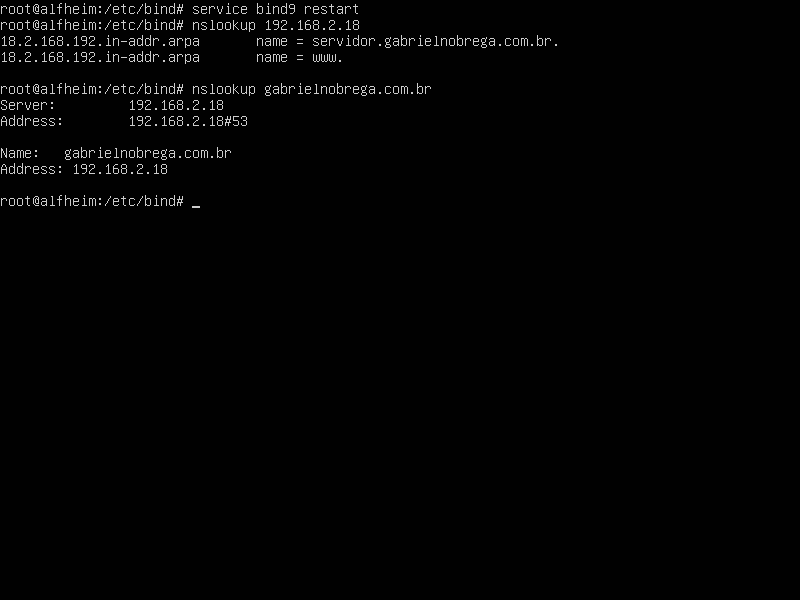 root@alfheim:/etc/bind# service bind9 restart
root@alfheim:/etc/bind# nslookup 192.168.2.18
18.2.168.192.in-addr.arpa       name = servidor.gabrielnobrega.com.br.
18.2.168.192.in-addr.arpa       name = www.
root@alfheim:/etc/bind# nslookup gabrielnobrega.com.br
Server:         192.168.2.18
Address:        192.168.2.18#53
Name:   gabrielnobrega.com.br
Address: 192.168.2.18
root@alfheim:/etc/bind# _